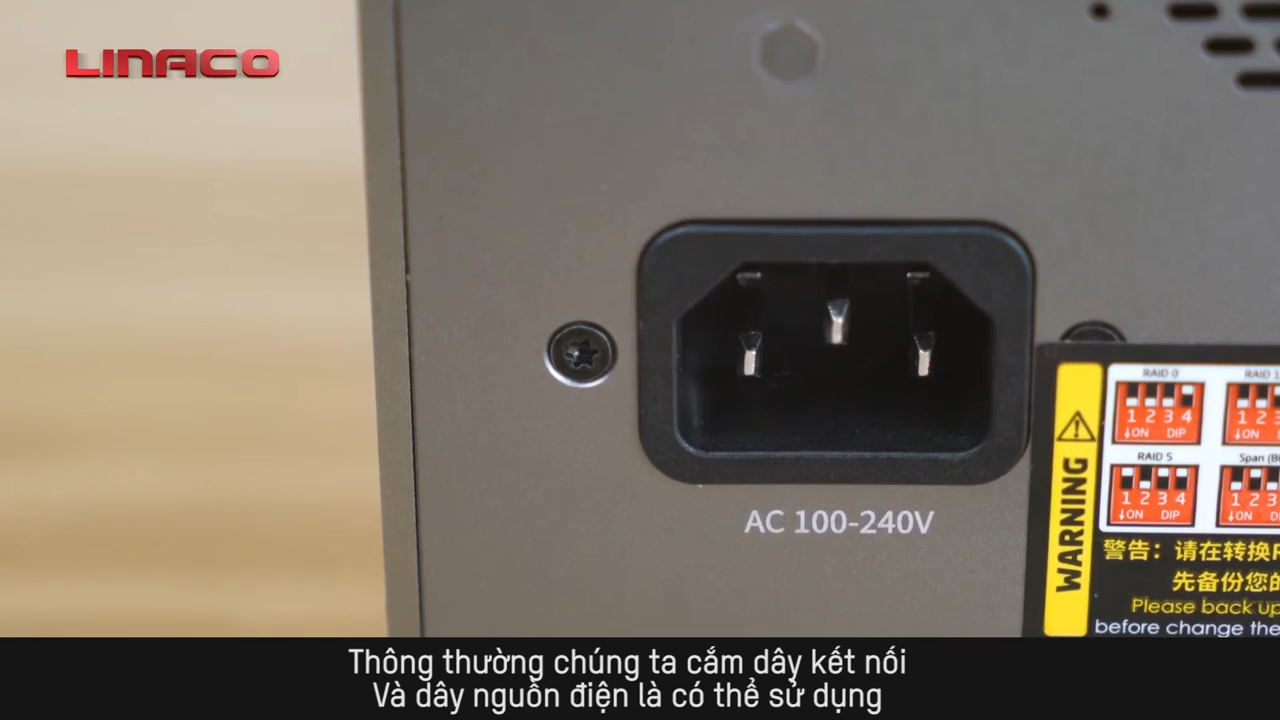 LINACO
AC 100-240V
WARNING
RAID 0
1 2 3 4
↓ON DIP
RAID 1
1 2 3
↓ON
RAID 5
1 2 3 4
↓ON DIP
Span
1 2 3
↓ON
警告：请在转换
先备份您的
Please back up
before change the
Thông thường chúng ta cắm dây kết nối
Và dây nguồn điện là có thể sử dụng